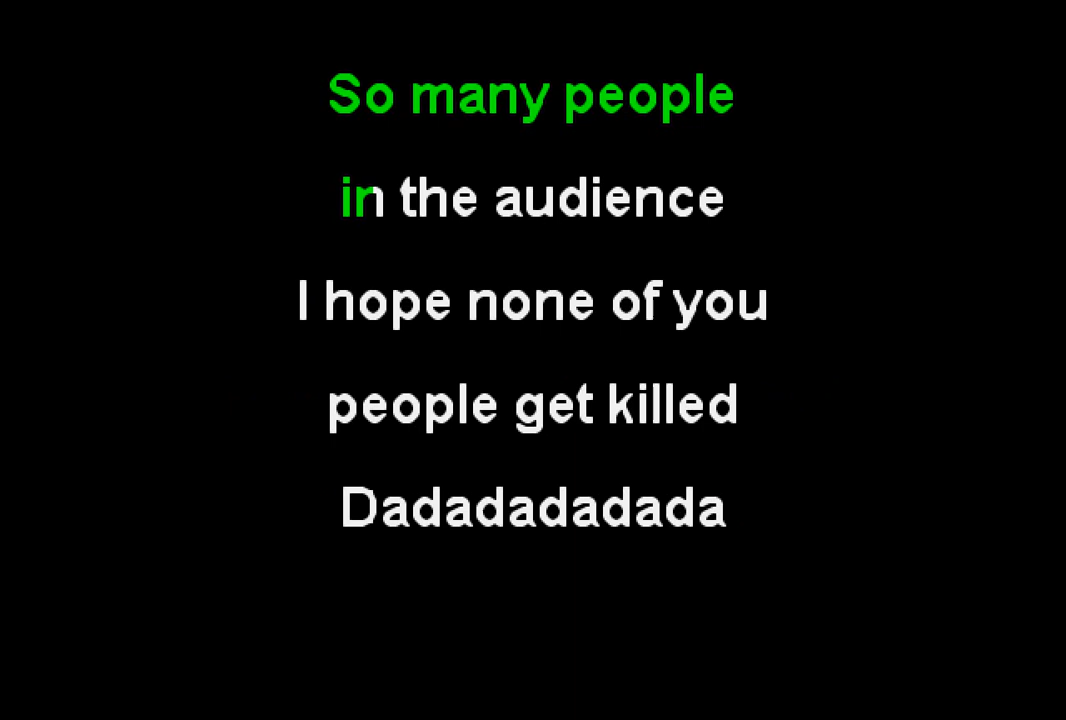 So many people
in the audience
I hope none of you
people get killed
Dadadadadada